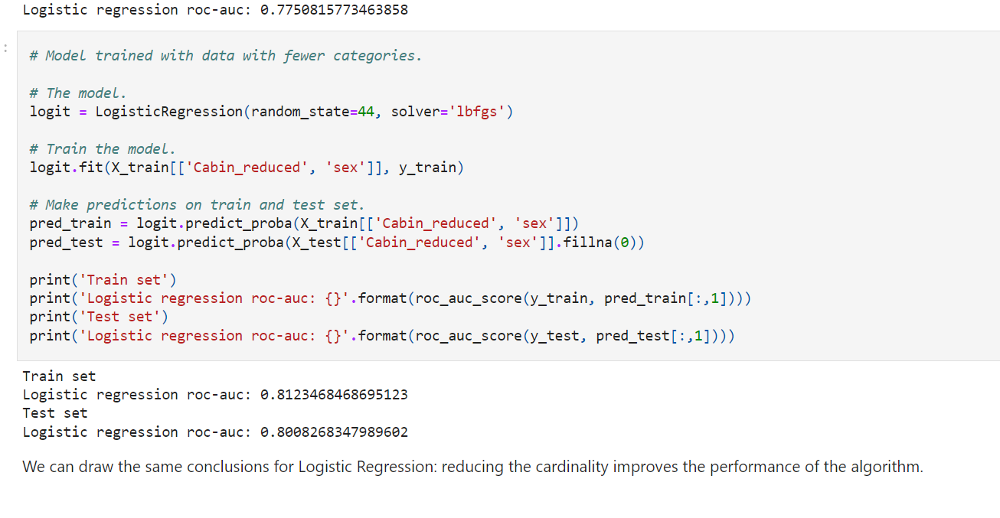 Logistic regression roc-auc: 0.7750815773463858
:
# Model trained with data with fewer categories.
# The model.
logit = LogisticRegression(random_state=44, solver='lbfgs')
# Train the model.
logit.fit(X_train[['Cabin_reduced', 'sex']], y_train)
# Make predictions on train and test set.
pred_train = logit.predict_proba(X_train[['Cabin_reduced', 'sex']])
pred_test = logit.predict_proba(X_test[['Cabin_reduced', 'sex']].fillna(0))
print('Train set')
print('Logistic regression roc-auc: {}'.format(roc_auc_score(y_train, pred_train[:,1])))
print('Test set')
print('Logistic regression roc-auc: {}'.format(roc_auc_score(y_test, pred_test[:,1])))
Train set
Logistic regression roc-auc: 0.8123468468695123
Test set
Logistic regression roc-auc: 0.8008268347989602
We can draw the same conclusions for Logistic Regression: reducing the cardinality improves the performance of the algorithm.